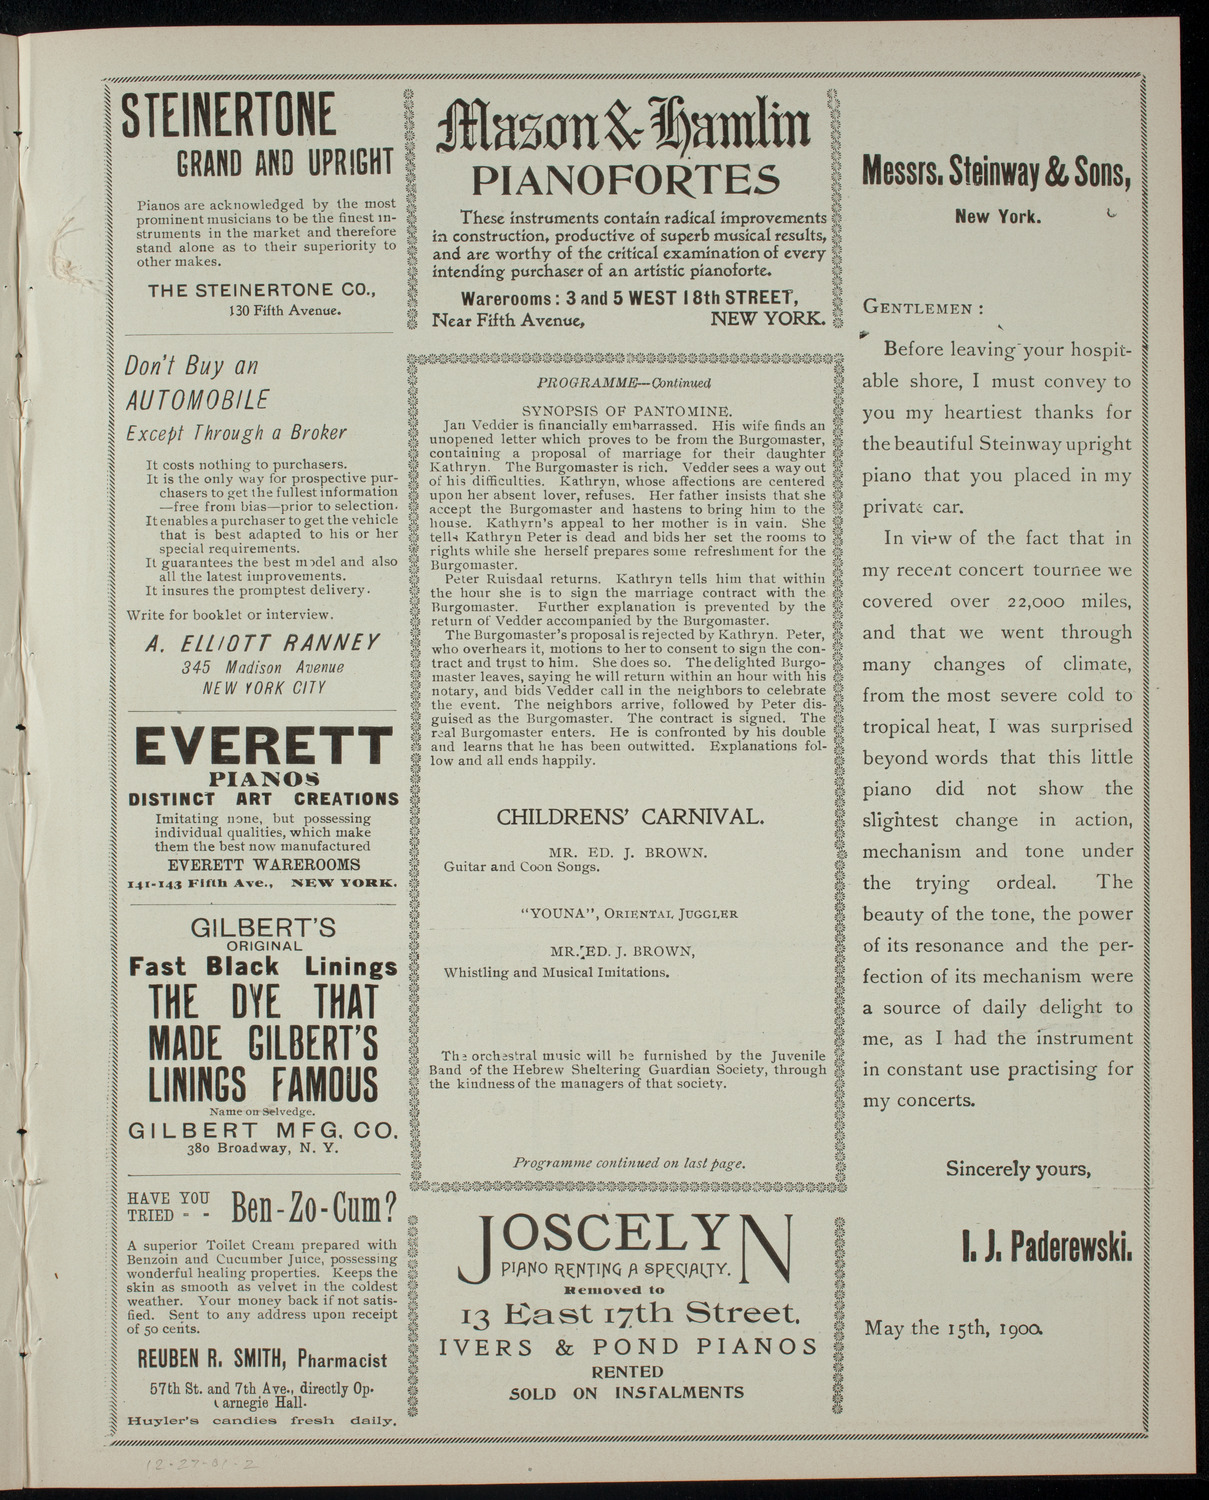 STEINERTONE
GRAND AND UPRIGHT
Pianos are acknowledged by the most
prominent musicians to be the finest in-
struments in the market and therefore
stand alone as to their superiority to
other makes.
THE STEINERTONE CO.,
130 Fifth Avenue.
Don't Buy an
AUTOMOBILE
Except Through a Broker
It costs nothing to purchasers.
It is the only way for prospective pur-
chasers to get the fullest information
—free from bias—prior to selection.
It enables a purchaser to get the vehicle
that is best adapted to his or her
special requirements.
It guarantees the best model and also
all the latest improvements.
It insures the promptest delivery.
Write for booklet or interview.
A. ELLIOTT RANNEY
345 Madison Avenue
NEW YORK CITY
EVERETT
PIANOS
DISTINCT ART CREATIONS
Imitating none, but possessing
individual qualities, which make
them the best now manufactured
EVERETT WAREROOMS
141-143 Fifth Ave., NEW YORK.
GILBERT'S
ORIGINAL
Fast Black Linings
THE DYE THAT
MADE GILBERT'S
LININGS FAMOUS
Name on Selvedge.
GILBERT MFG. CO.
380 Broadway, N. Y.
HAVE YOU
TRIED - - Ben-Zo-Cum?
A superior Toilet Cream prepared with
Benzoin and Cucumber Juice, possessing
wonderful healing properties. Keeps the
skin as smooth as velvet in the coldest
weather. Your money back if not satis-
fied. Sent to any address upon receipt
of 50 cents.
REUBEN R. SMITH, Pharmacist
57th St. and 7th Ave., directly Op.
Carnegie Hall.
Huyler's candies fresh daily.
12-27-01-2
Mason & Hamlin
PIANOFORTES
These instruments contain radical improvements
in construction, productive of superb musical results,
and are worthy of the critical examination of every
intending purchaser of an artistic pianoforte.
Warerooms: 3 and 5 WEST 18th STREET,
Near Fifth Avenue, NEW YORK.
PROGRAMME—Continued
SYNOPSIS OF PANTOMINE.
Jan Vedder is financially embarrassed. His wife finds an
unopened letter which proves to be from the Burgomaster,
containing a proposal of marriage for their daughter
Kathryn. The Burgomaster is rich. Vedder sees a way out
of his difficulties. Kathryn, whose affections are centered
upon her absent lover, refuses. Her father insists that she
accept the Burgomaster and hastens to bring him to the
house. Kathyrn's appeal to her mother is in vain. She
tells Kathryn Peter is dead and bids her set the rooms to
rights while she herself prepares some refreshment for the
Burgomaster.
Peter Ruisdaal returns. Kathryn tells him that within
the hour she is to sign the marriage contract with the
Burgomaster. Further explanation is prevented by the
return of Vedder accompanied by the Burgomaster.
The Burgomaster's proposal is rejected by Kathryn. Peter,
who overhears it, motions to her to consent to sign the con-
tract and trust to him. She does so. The delighted Burgo-
master leaves, saying he will return within an hour with his
notary, and bids Vedder call in the neighbors to celebrate
the event. The neighbors arrive, followed by Peter dis-
guised as the Burgomaster. The contract is signed. The
real Burgomaster enters. He is confronted by his double
and learns that he has been outwitted. Explanations fol-
low and all ends happily.
CHILDRENS' CARNIVAL.
MR. ED. J. BROWN.
Guitar and Coon Songs.
"YOUNA", ORIENTAL JUGGLER
MR. ED. J. BROWN,
Whistling and Musical Imitations.
The orchestral music will be furnished by the Juvenile
Band of the Hebrew Sheltering Guardian Society, through
the kindness of the managers of that society.
Programme continued on last page.
JOSCELYN
PIANO RENTING A SPECIALTY.
Removed to
13 East 17th Street.
IVERS & POND PIANOS
RENTED
SOLD ON INSTALMENTS
Messrs. Steinway & Sons,
New York.
GENTLEMEN:
Before leaving your hospit-
able shore, I must convey to
you my heartiest thanks for
the beautiful Steinway upright
piano that you placed in my
private car.
In view of the fact that in
my recent concert tournee we
covered over 22,000 miles,
and that we went through
many changes of climate,
from the most severe cold to
tropical heat, I was surprised
beyond words that this little
piano did not show the
slightest change in action,
mechanism and tone under
the trying ordeal. The
beauty of the tone, the power
of its resonance and the per-
fection of its mechanism were
a source of daily delight to
me, as I had the instrument
in constant use practising for
my concerts.
Sincerely yours,
I. J. Paderewski.
May the 15th, 1900.